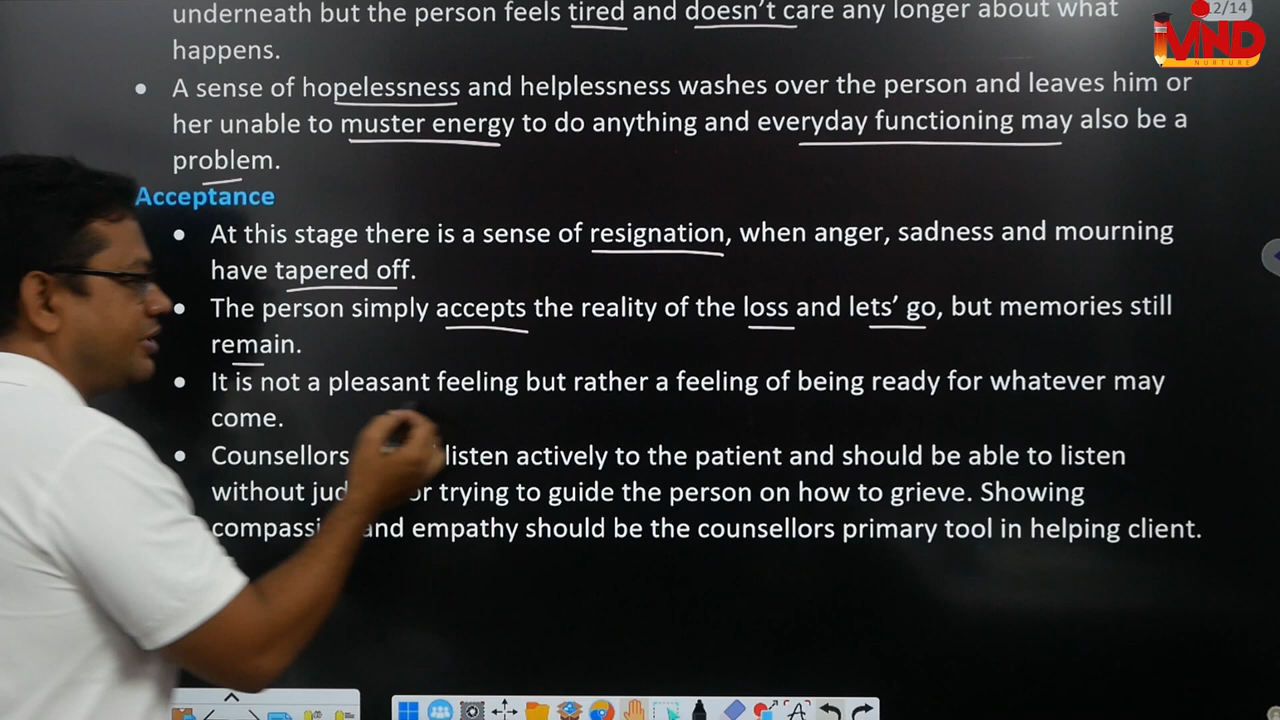 underneath but the person feels tired and doesn't care any longer about what
happens.
• A sense of hopelessness and helplessness washes over the person and leaves him or
her unable to muster energy to do anything and everyday functioning may also be a
problem.
Acceptance
• At this stage there is a sense of resignation, when anger, sadness and mourning
have tapered off.
• The person simply accepts the reality of the loss and lets' go, but memories still
remain.
• It is not a pleasant feeling but rather a feeling of being ready for whatever may
come.
• Counsellors listen actively to the patient and should be able to listen
without or trying to guide the person on how to grieve. Showing
and empathy should be the counsellors primary tool in helping client.
12/14
MIND
NURTURE